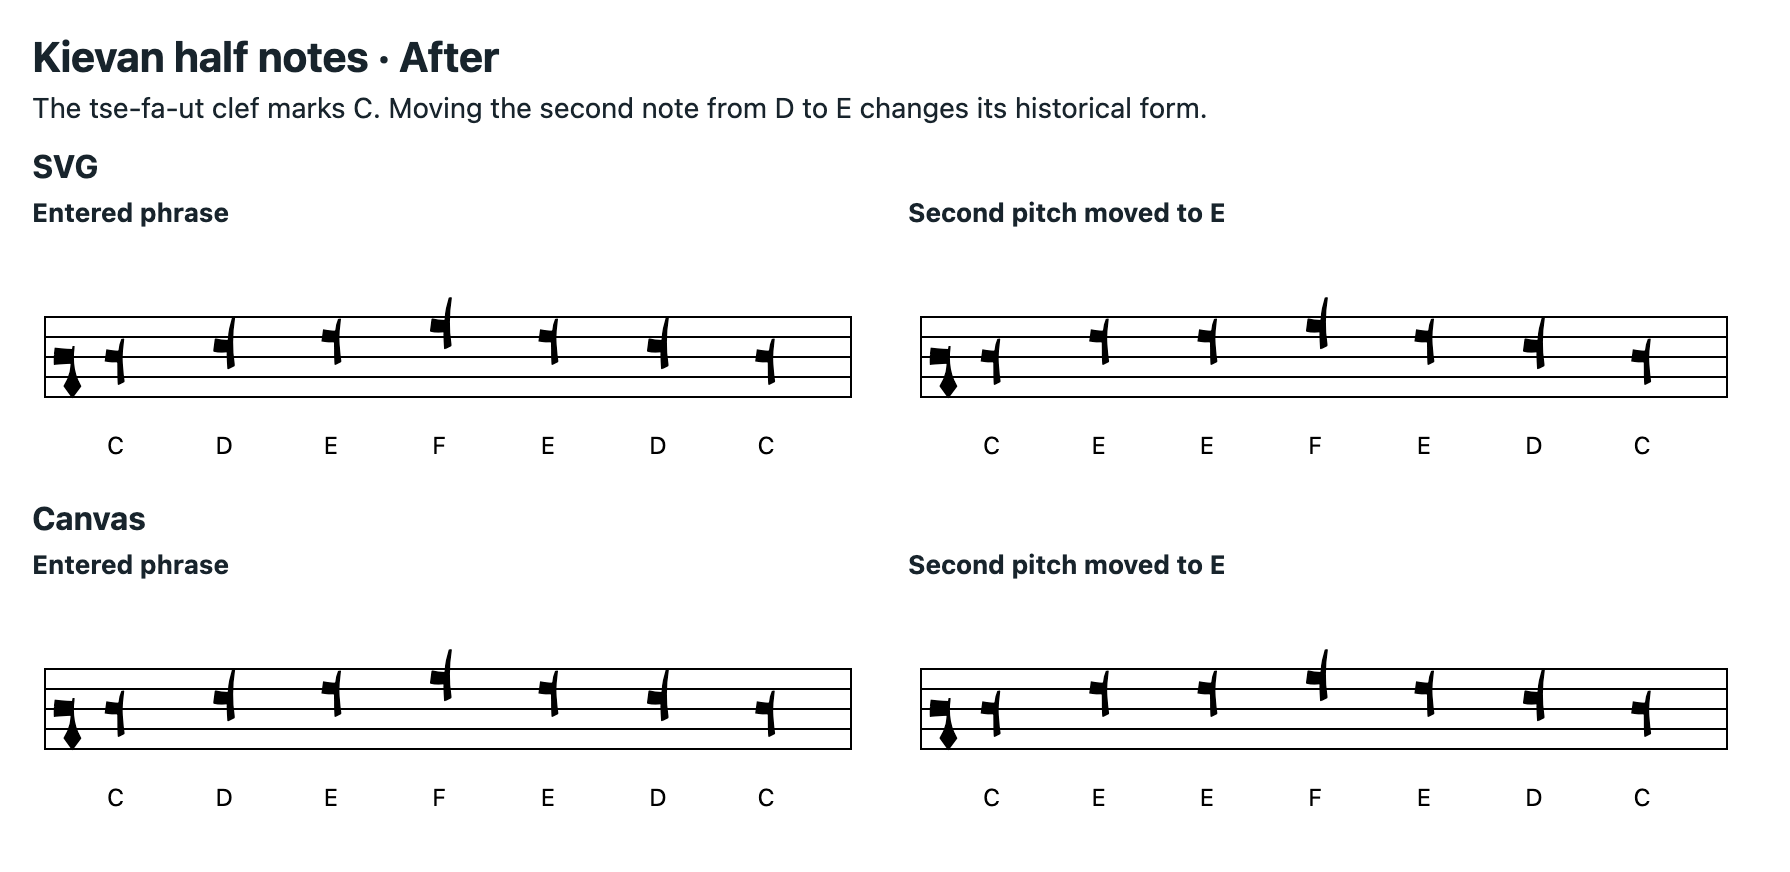 Kievan half notes · After
The tse-fa-ut clef marks C. Moving the second note from D to E changes its historical form.
SVG
Entered phrase
Second pitch moved to E
C D E F E D C
C E E F E D C
Canvas
Entered phrase
Second pitch moved to E
C D E F E D C
C E E F E D C